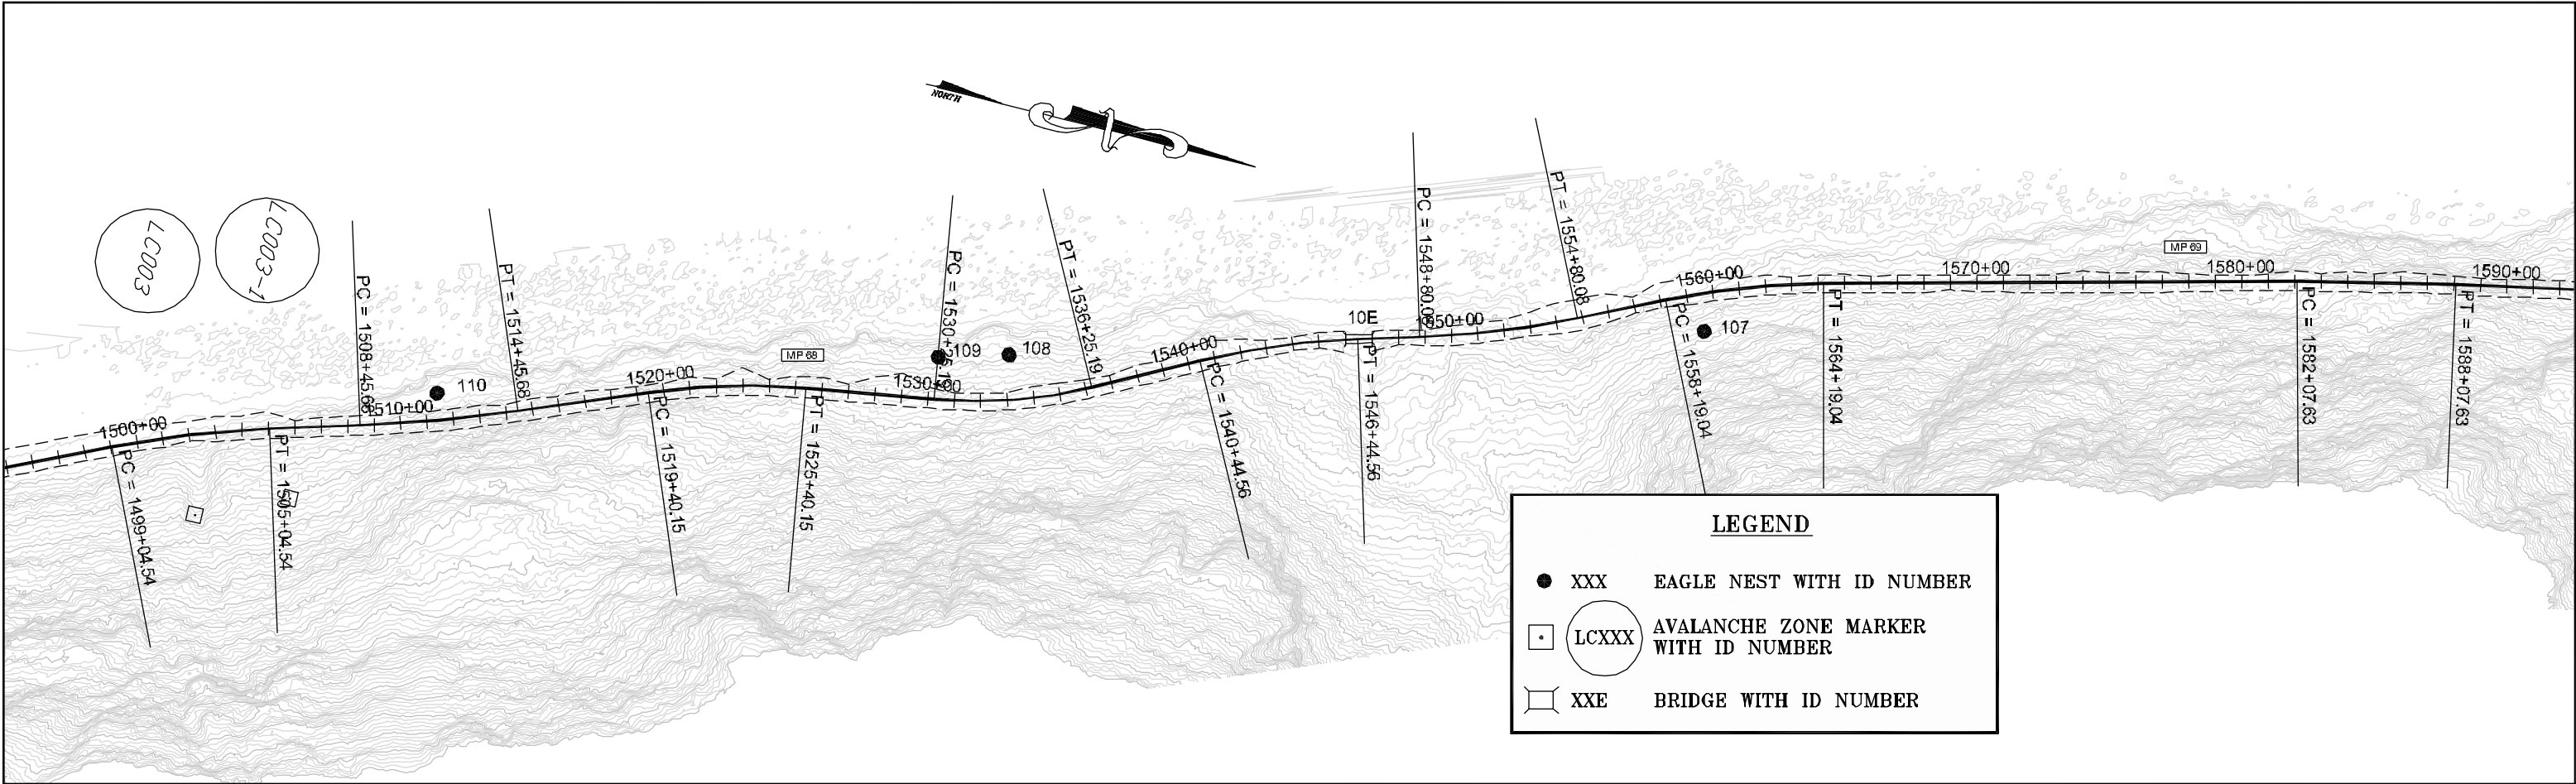 NORTH
LC003
LC003-1
PC = 1508+45.68
PT = 1514+45.68
PC = 1530+25.19
PT = 1536+25.19
PC = 1548+80.08
PT = 1554+80.08
1500+00
1510+00
1520+00
1530+00
1540+00
1550+00
1560+00
1570+00
1580+00
1590+00
110
109
108
107
MP 68
MP 69
10E
PC = 1499+04.54
PT = 1505+04.54
PC = 1519+40.15
PT = 1525+40.15
PC = 1540+44.56
PT = 1546+44.56
PC = 1558+19.04
PT = 1564+19.04
PC = 1582+07.63
PT = 1588+07.63
LEGEND
XXX EAGLE NEST WITH ID NUMBER
LCXXX AVALANCHE ZONE MARKER
WITH ID NUMBER
XXE BRIDGE WITH ID NUMBER